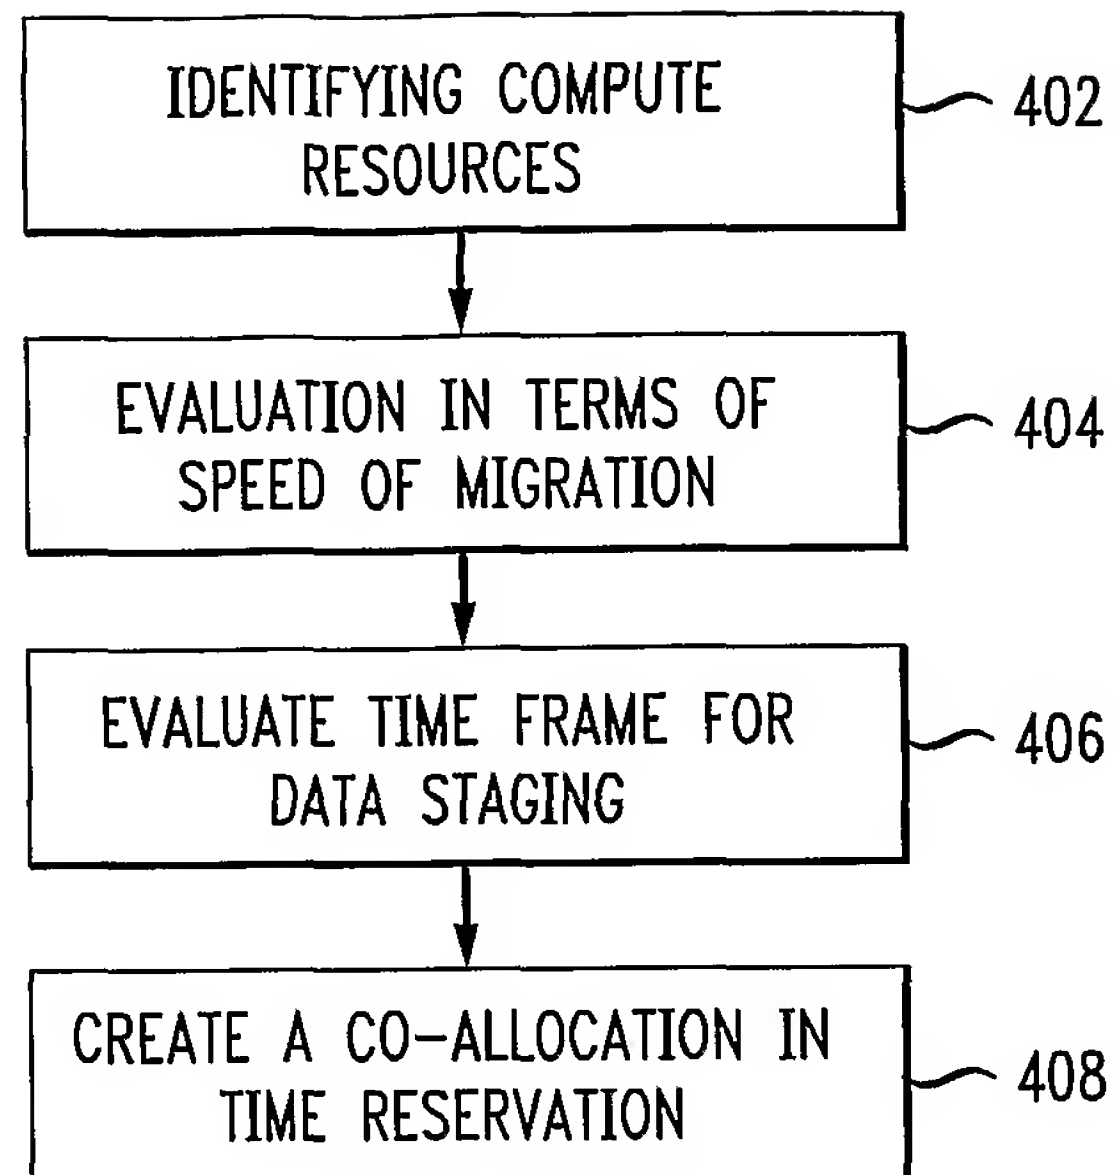 IDENTIFYING COMPUTE
RESOURCES
402
EVALUATION IN TERMS OF
SPEED OF MIGRATION
404
EVALUATE TIME FRAME FOR
DATA STAGING
406
CREATE A CO-ALLOCATION IN
TIME RESERVATION
408